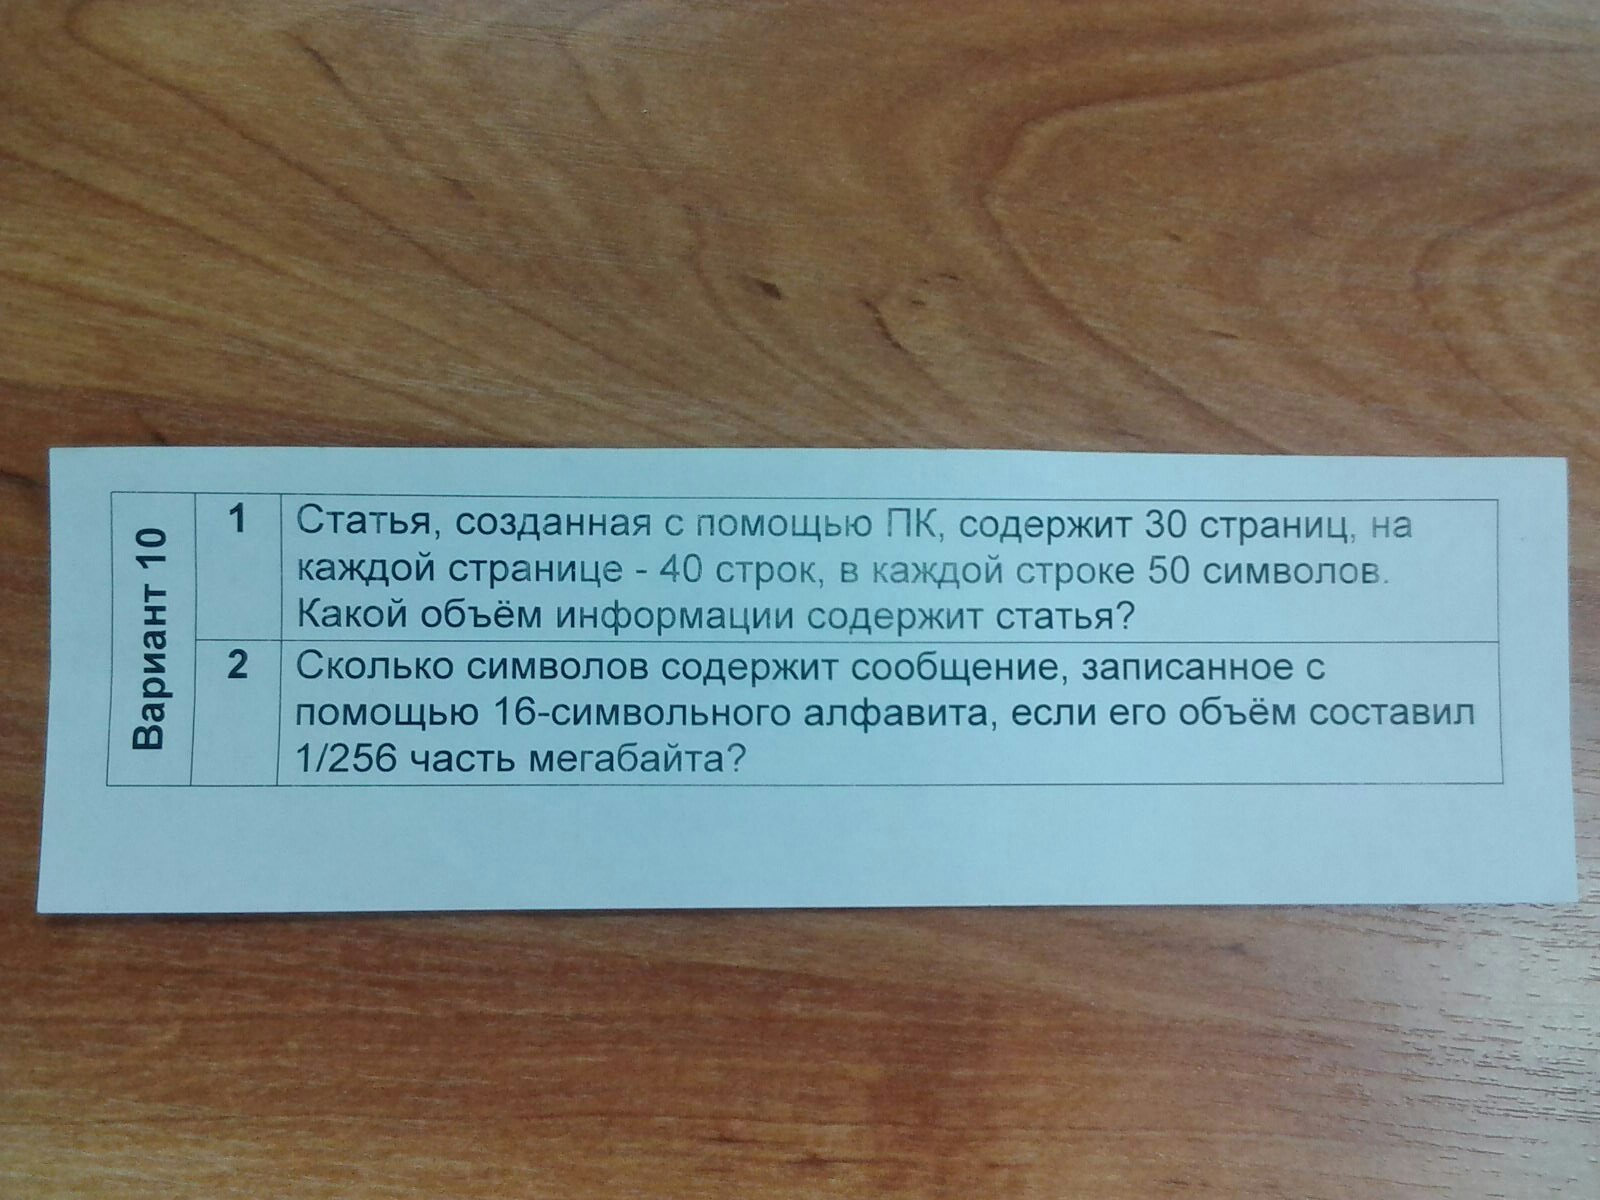 Вариант 10
1
Статья, созданная с помощью ПК, содержит 30 страниц, на
каждой странице - 40 строк, в каждой строке 50 символов.
Какой объём информации содержит статья?
2
Сколько символов содержит сообщение, записанное с
помощью 16-символьного алфавита, если его объём составил
1/256 часть мегабайта?